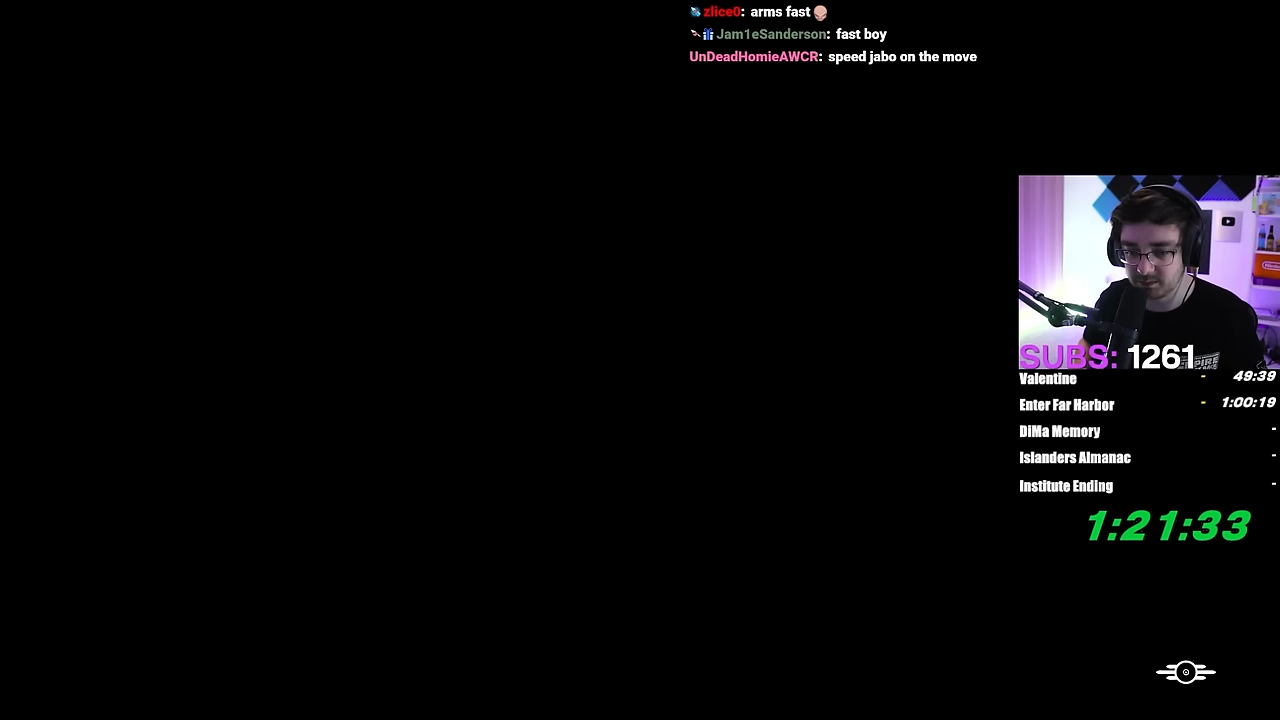 zlice0: arms fast
Jam1eSanderson: fast boy
UnDeadHomieAWCR: speed jabo on the move
SUBS: 1261
Valentine - 49:39
Enter Far Harbor - 1:00:19
DiMa Memory -
Islanders Almanac -
Institute Ending -
1:21:33